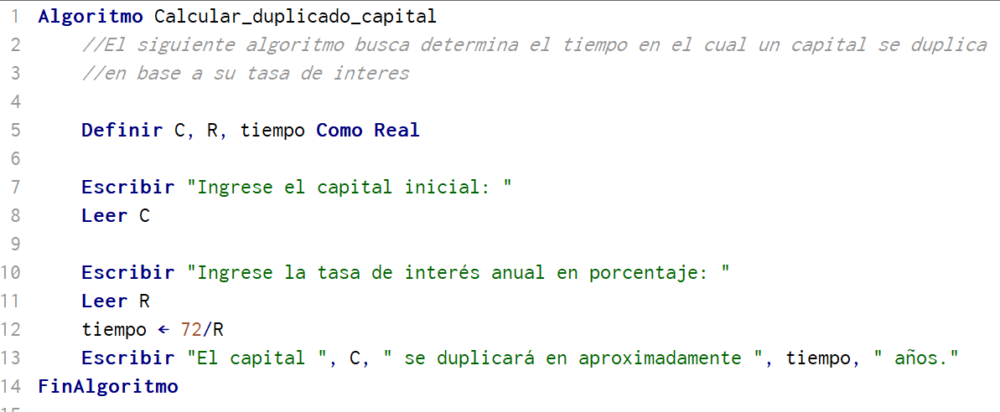 1 Algoritmo Calcular_duplicado_capital
2 //El siguiente algoritmo busca determina el tiempo en el cual un capital se duplica
3 //en base a su tasa de interes
4
5 Definir C, R, tiempo Como Real
6
7 Escribir "Ingrese el capital inicial: "
8 Leer C
9
10 Escribir "Ingrese la tasa de interés anual en porcentaje: "
11 Leer R
12 tiempo ← 72/R
13 Escribir "El capital ", C, " se duplicará en aproximadamente ", tiempo, " años."
14 FinAlgoritmo